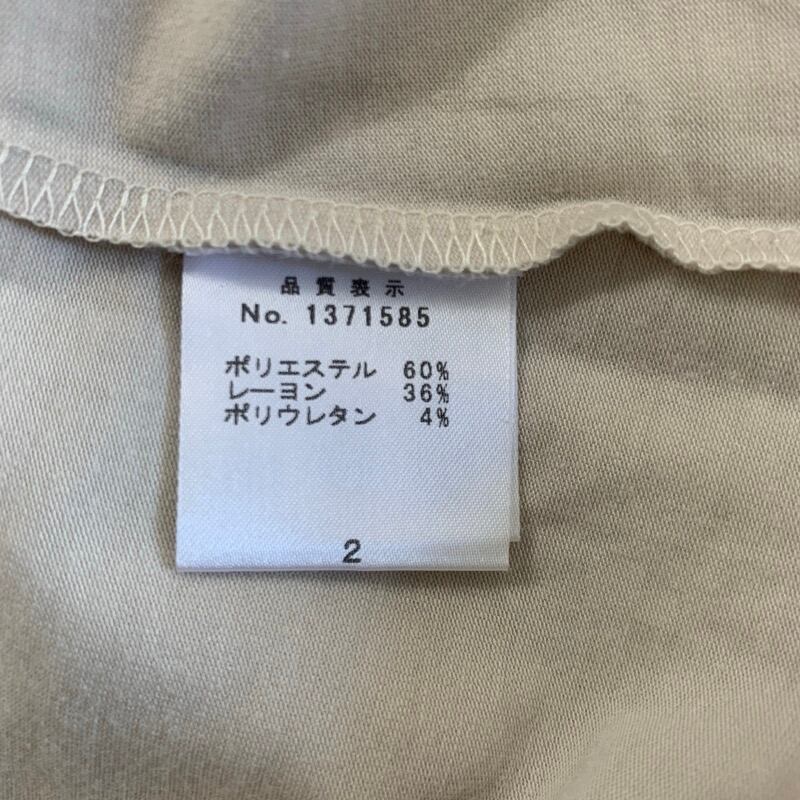 品質表示
No. 1371585
ポリエステル 60%
レーヨン 36%
ポリウレタン 4%
2